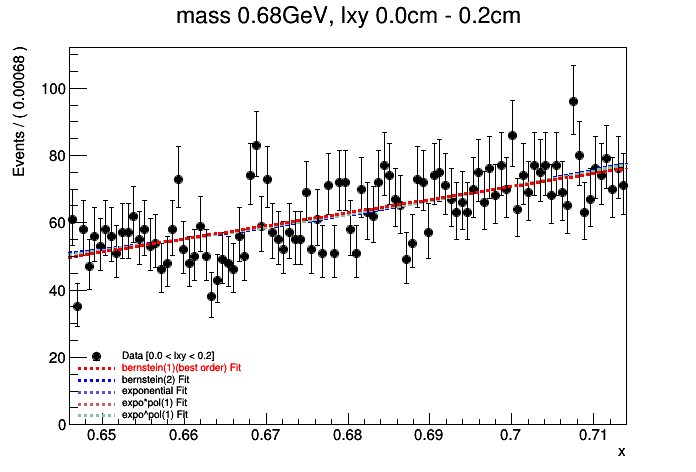 mass 0.68GeV, lxy 0.0cm - 0.2cm
Events / ( 0.00068 )
100
80
60
40
20
0
Data [0.0 < lxy < 0.2]
bernstein(1)(best order) Fit
bernstein(2) Fit
exponential Fit
expo*pol(1) Fit
expo^pol(1) Fit
0.65 0.66 0.67 0.68 0.69 0.7 0.71
x